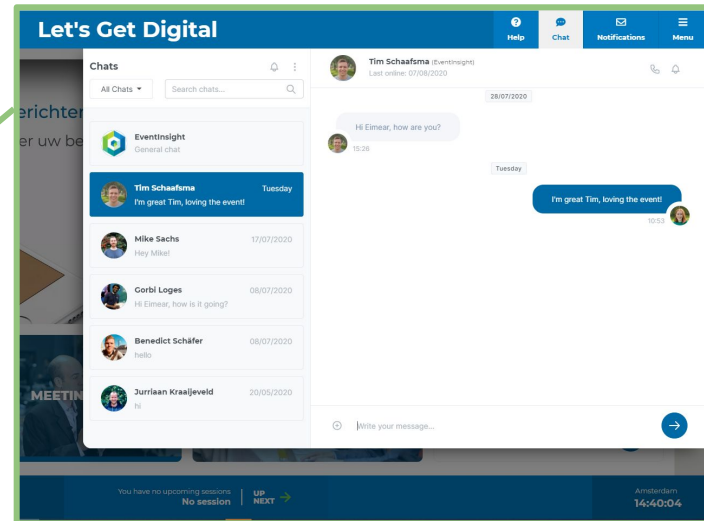 Let's Get Digital
Help
Chat
Notifications
Menu
Chats
All Chats
Search chats...
EventInsight
General chat
Tim Schaafsma
Tuesday
I'm great Tim, loving the event!
Mike Sachs
17/07/2020
Hey Mike!
Gorbi Loges
08/07/2020
Hi Eimear, how is it going?
Benedict Schäfer
08/07/2020
hello
Jurriaan Kraaijeveld
20/05/2020
hi
Tim Schaafsma (EventInsight)
Last online: 07/08/2020
28/07/2020
Hi Eimear, how are you?
15:26
Tuesday
I'm great Tim, loving the event!
10:53
Write your message...
erichten
er uw be
MEETIN
You have no upcoming sessions
No session
UP
NEXT
Amsterdam
14:40:04